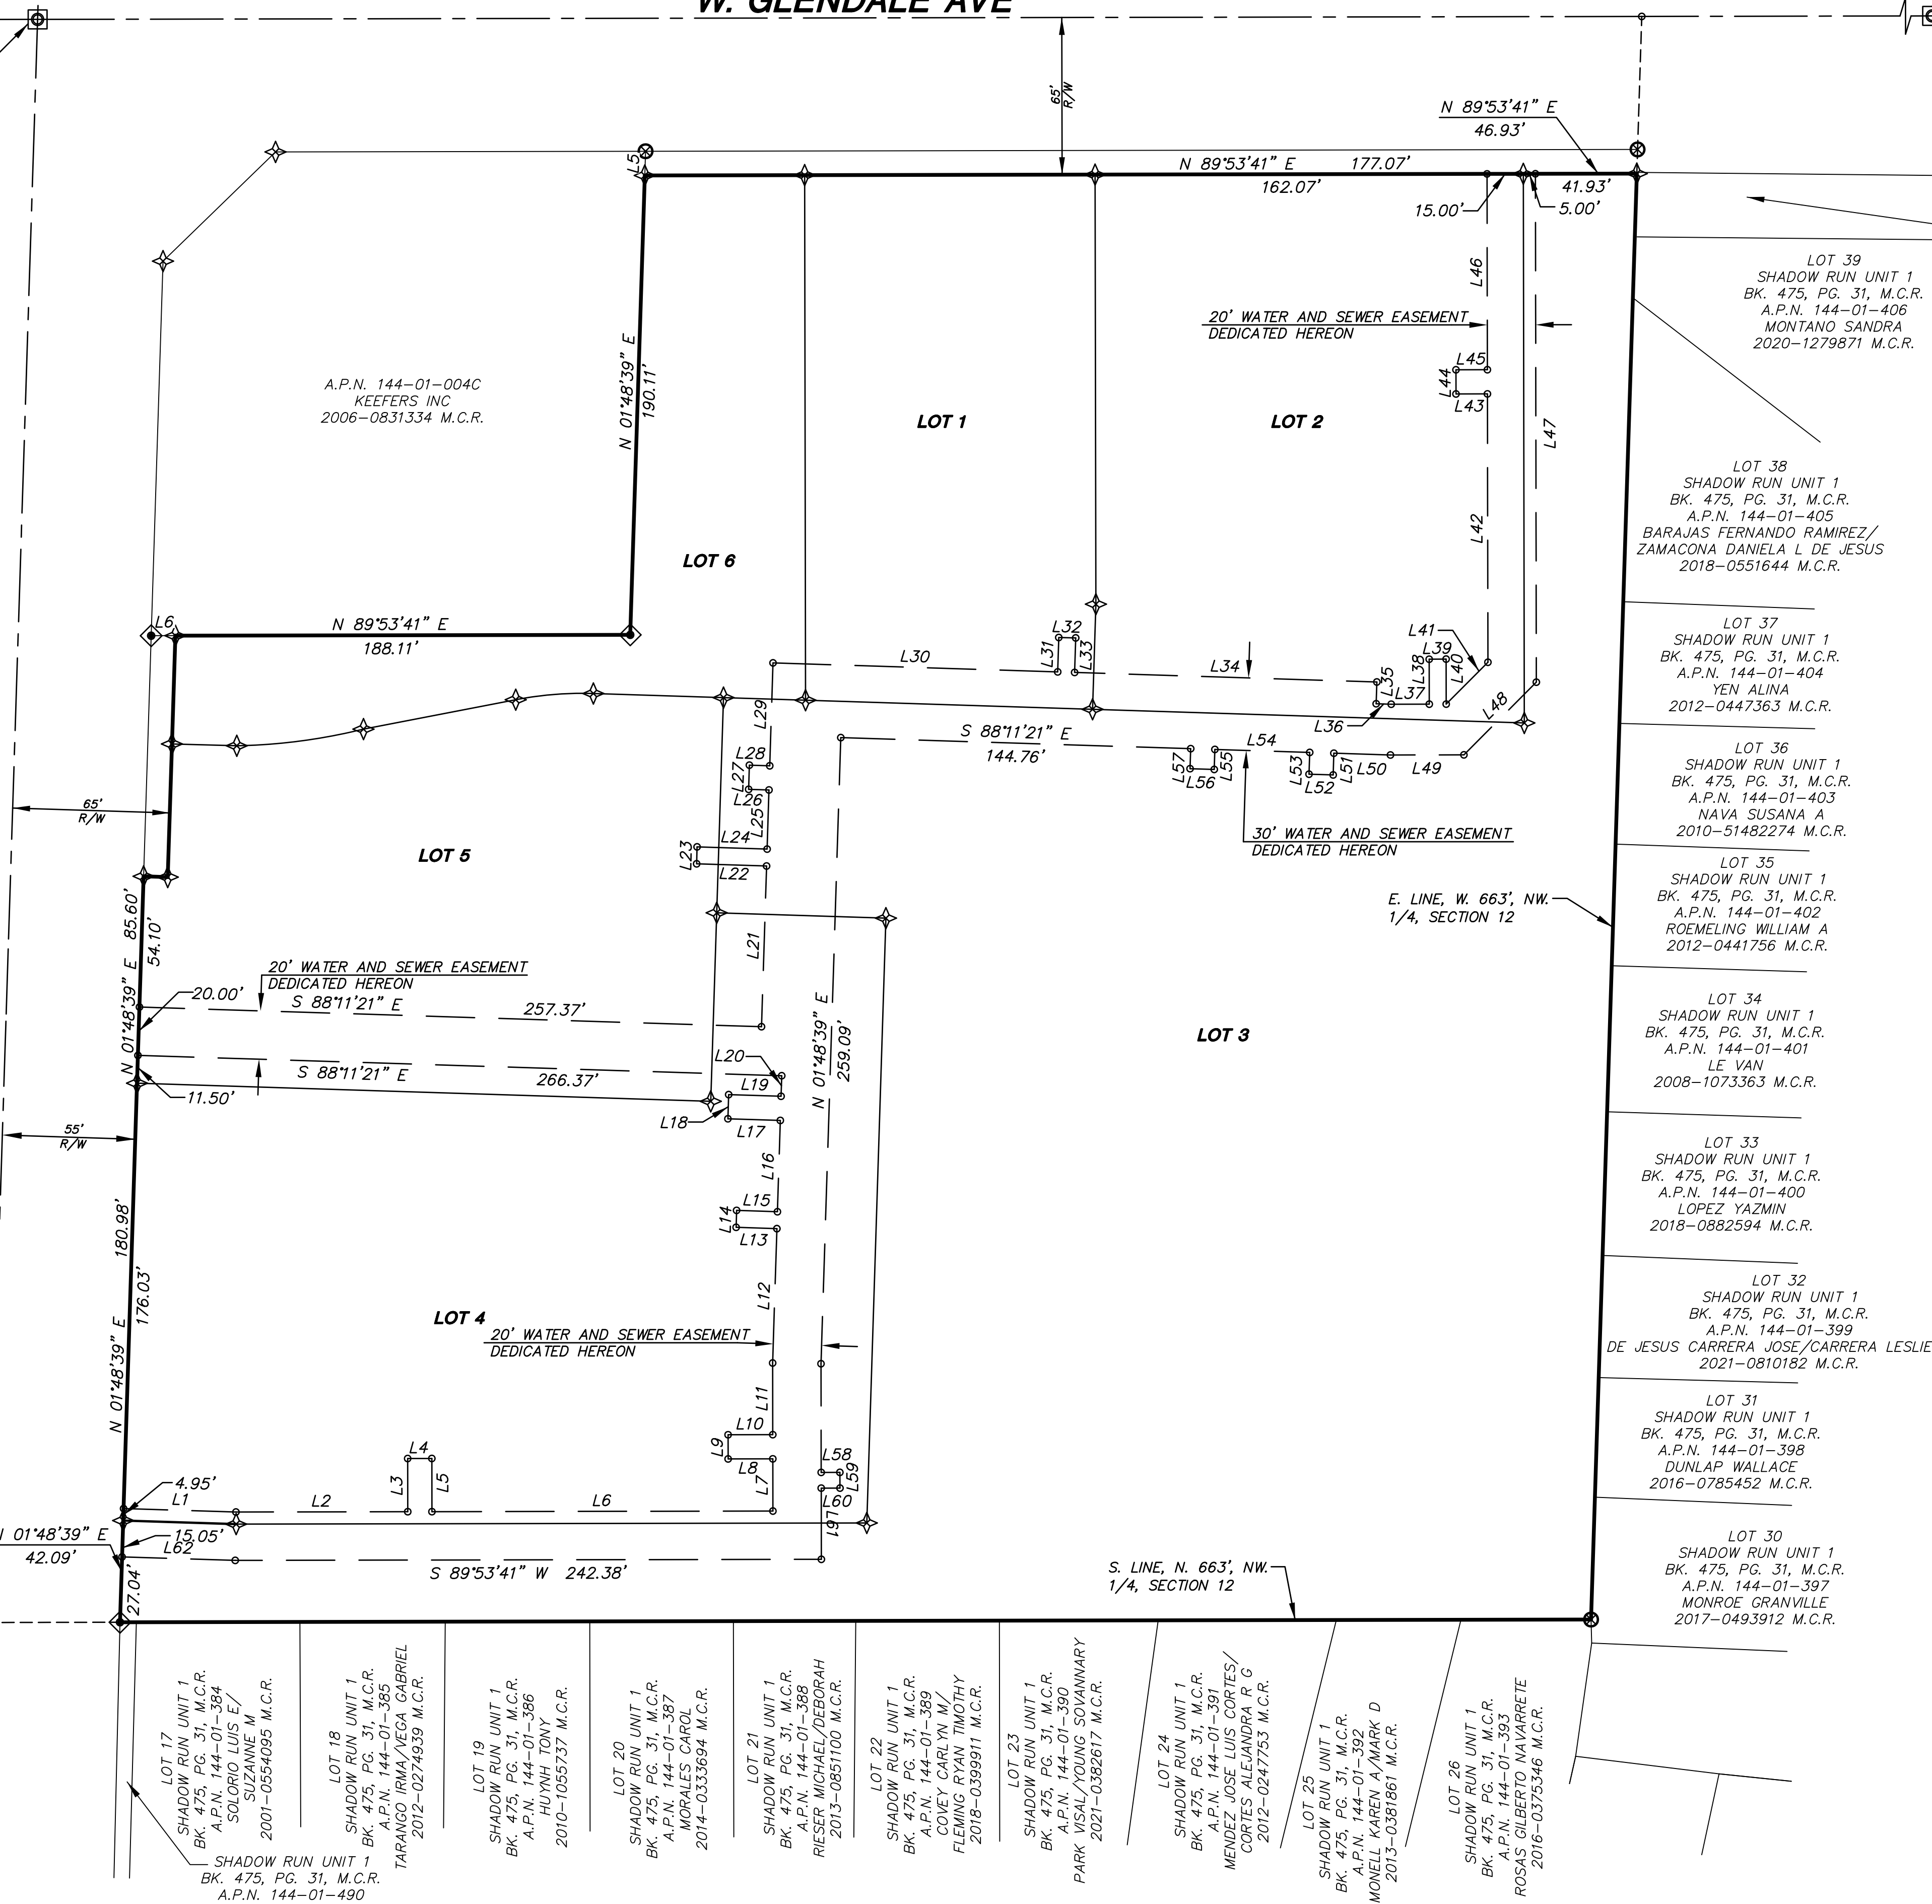 W. GLENDALE AVE
65'
R/W
N 89°53'41" E
46.93'
N 89°53'41" E 177.07'
162.07'
41.93'
15.00'
5.00'
L5
L46
20' WATER AND SEWER EASEMENT
DEDICATED HEREON
L45
L44
L43
L47
L42
N 01°48'39" E
190.11'
A.P.N. 144-01-004C
KEEFERS INC
2006-0831334 M.C.R.
LOT 1
LOT 2
LOT 6
LOT 39
SHADOW RUN UNIT 1
BK. 475, PG. 31, M.C.R.
A.P.N. 144-01-406
MONTANO SANDRA
2020-1279871 M.C.R.
LOT 38
SHADOW RUN UNIT 1
BK. 475, PG. 31, M.C.R.
A.P.N. 144-01-405
BARAJAS FERNANDO RAMIREZ/
ZAMACONA DANIELA L DE JESUS
2018-0551644 M.C.R.
L6
N 89°53'41" E
188.11'
L30
L31
L32
L33
L34
L35
L36
L37
L38
L39
L40
L41
L48
L29
L28
L27
L26
L25
L24
L23
L22
S 88°11'21" E
144.76'
L57
L56
L55
L54
L53
L52
L51
L50
L49
30' WATER AND SEWER EASEMENT
DEDICATED HEREON
LOT 37
SHADOW RUN UNIT 1
BK. 475, PG. 31, M.C.R.
A.P.N. 144-01-404
YEN ALINA
2012-0447363 M.C.R.
LOT 36
SHADOW RUN UNIT 1
BK. 475, PG. 31, M.C.R.
A.P.N. 144-01-403
NAVA SUSANA A
2010-51482274 M.C.R.
65'
R/W
LOT 5
E. LINE, W. 663', NW.
1/4, SECTION 12
LOT 35
SHADOW RUN UNIT 1
BK. 475, PG. 31, M.C.R.
A.P.N. 144-01-402
ROEMELING WILLIAM A
2012-0441756 M.C.R.
N 01°48'39" E 85.60'
54.10'
20' WATER AND SEWER EASEMENT
DEDICATED HEREON
20.00'
S 88°11'21" E 257.37'
L21
S 88°11'21" E 266.37'
11.50'
L20
L19
L18
L17
N 01°48'39" E
259.09'
LOT 3
LOT 34
SHADOW RUN UNIT 1
BK. 475, PG. 31, M.C.R.
A.P.N. 144-01-401
LE VAN
2008-1073363 M.C.R.
55'
R/W
L16
L15
L14
L13
L12
LOT 33
SHADOW RUN UNIT 1
BK. 475, PG. 31, M.C.R.
A.P.N. 144-01-400
LOPEZ YAZMIN
2018-0882594 M.C.R.
N 01°48'39" E 180.98'
176.03'
LOT 4
20' WATER AND SEWER EASEMENT
DEDICATED HEREON
LOT 32
SHADOW RUN UNIT 1
BK. 475, PG. 31, M.C.R.
A.P.N. 144-01-399
DE JESUS CARRERA JOSE/CARRERA LESLIE
2021-0810182 M.C.R.
L11
L10
L9
L8
L7
L58
L59
L60
L61
LOT 31
SHADOW RUN UNIT 1
BK. 475, PG. 31, M.C.R.
A.P.N. 144-01-398
DUNLAP WALLACE
2016-0785452 M.C.R.
4.95'
L1
L2
L3
L4
L5
L6
N 01°48'39" E
42.09'
15.05'
L62
27.04'
S 89°53'41" W 242.38'
S. LINE, N. 663', NW.
1/4, SECTION 12
LOT 30
SHADOW RUN UNIT 1
BK. 475, PG. 31, M.C.R.
A.P.N. 144-01-397
MONROE GRANVILLE
2017-0493912 M.C.R.
LOT 17
SHADOW RUN UNIT 1
BK. 475, PG. 31, M.C.R.
A.P.N. 144-01-384
SOLORIO LUIS E/
SUZANNE M
2001-0554095 M.C.R.
LOT 18
SHADOW RUN UNIT 1
BK. 475, PG. 31, M.C.R.
A.P.N. 144-01-385
TARANGO IRMA/VEGA GABRIEL
2012-0274939 M.C.R.
LOT 19
SHADOW RUN UNIT 1
BK. 475, PG. 31, M.C.R.
A.P.N. 144-01-386
HUYNH TONY
2010-1055737 M.C.R.
LOT 20
SHADOW RUN UNIT 1
BK. 475, PG. 31, M.C.R.
A.P.N. 144-01-387
MORALES CAROL
2014-0333694 M.C.R.
LOT 21
SHADOW RUN UNIT 1
BK. 475, PG. 31, M.C.R.
A.P.N. 144-01-388
RIESER MICHAEL/DEBORAH
2013-0851100 M.C.R.
LOT 22
SHADOW RUN UNIT 1
BK. 475, PG. 31, M.C.R.
A.P.N. 144-01-389
COVEY CARLYN M/
FLEMING RYAN TIMOTHY
2018-0399911 M.C.R.
LOT 23
SHADOW RUN UNIT 1
BK. 475, PG. 31, M.C.R.
A.P.N. 144-01-390
PARK VISAL/YOUNG SOVANNARY
2021-0382617 M.C.R.
LOT 24
SHADOW RUN UNIT 1
BK. 475, PG. 31, M.C.R.
A.P.N. 144-01-391
MENDEZ JOSE LUIS CORTES/
CORTES ALEJANDRA R G
2012-0247753 M.C.R.
LOT 25
SHADOW RUN UNIT 1
BK. 475, PG. 31, M.C.R.
A.P.N. 144-01-392
MONELL KAREN A/MARK D
2013-0381861 M.C.R.
LOT 26
SHADOW RUN UNIT 1
BK. 475, PG. 31, M.C.R.
A.P.N. 144-01-393
ROSAS GILBERTO NAVARRETE
2016-0375346 M.C.R.
SHADOW RUN UNIT 1
BK. 475, PG. 31, M.C.R.
A.P.N. 144-01-490